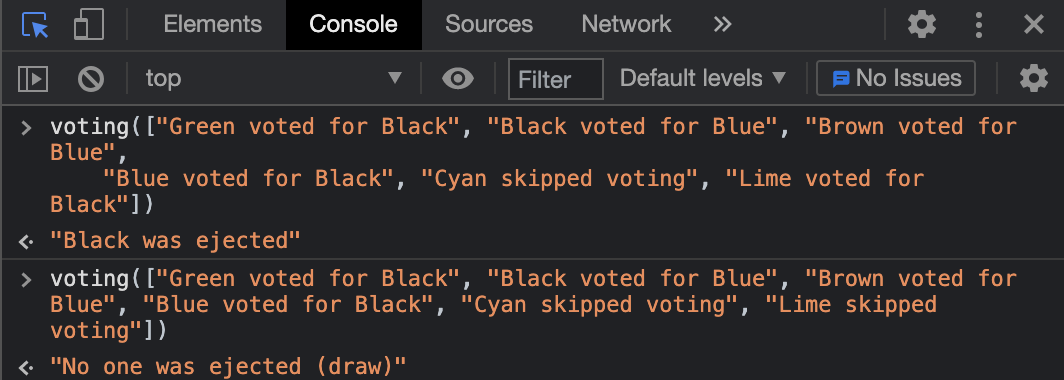 Elements Console Sources Network
top Filter Default levels No Issues
voting(["Green voted for Black", "Black voted for Blue", "Brown voted for
Blue",
"Blue voted for Black", "Cyan skipped voting", "Lime voted for
Black"])
"Black was ejected"
voting(["Green voted for Black", "Black voted for Blue", "Brown voted for
Blue", "Blue voted for Black", "Cyan skipped voting", "Lime skipped
voting"])
"No one was ejected (draw)"